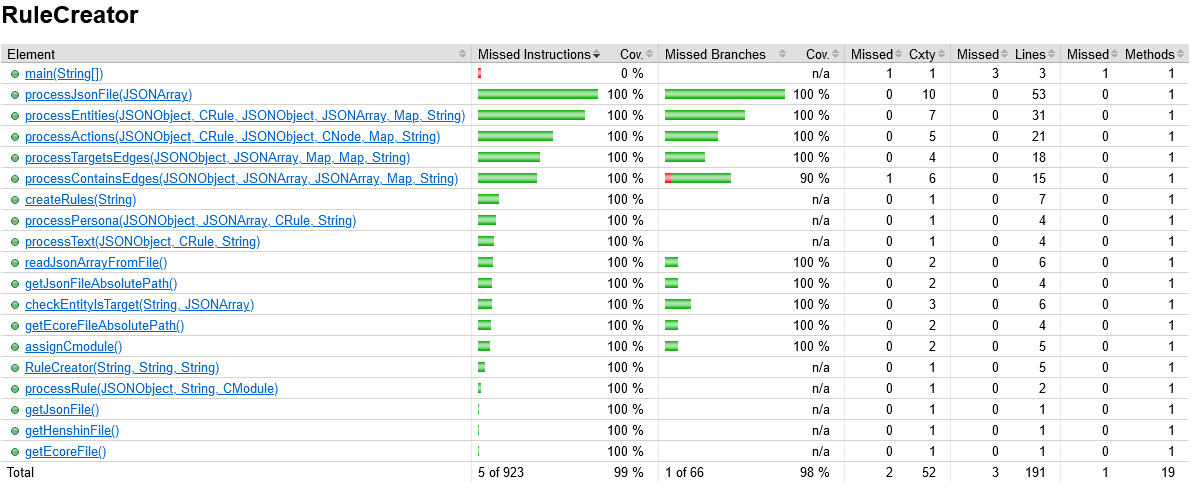 RuleCreator
Element Missed Instructions Cov. Missed Branches Cov. Missed Cxty Missed Lines Missed Methods
main(String[]) 0 % n/a 1 1 3 3 1 1
processJsonFile(JSONArray) 100 % 100 % 0 10 0 53 0 1
processEntities(JSONObject, CRule, JSONObject, JSONArray, Map, String) 100 % 100 % 0 7 0 31 0 1
processActions(JSONObject, CRule, JSONObject, CNode, Map, String) 100 % 100 % 0 5 0 21 0 1
processTargetsEdges(JSONObject, JSONArray, Map, Map, String) 100 % 100 % 0 4 0 18 0 1
processContainsEdges(JSONObject, JSONArray, JSONArray, Map, String) 100 % 90 % 1 6 0 15 0 1
createRules(String) 100 % n/a 0 1 0 7 0 1
processPersona(JSONObject, JSONArray, CRule, String) 100 % n/a 0 1 0 4 0 1
processText(JSONObject, CRule, String) 100 % n/a 0 1 0 4 0 1
readJsonArrayFromFile() 100 % 100 % 0 2 0 6 0 1
getJsonFileAbsolutePath() 100 % 100 % 0 2 0 4 0 1
checkEntityIsTarget(String, JSONArray) 100 % 100 % 0 3 0 6 0 1
getEcoreFileAbsolutePath() 100 % 100 % 0 2 0 4 0 1
assignCmodule() 100 % 100 % 0 2 0 5 0 1
RuleCreator(String, String, String) 100 % n/a 0 1 0 5 0 1
processRule(JSONObject, String, CModule) 100 % n/a 0 1 0 2 0 1
getJsonFile() 100 % n/a 0 1 0 1 0 1
getHenshinFile() 100 % n/a 0 1 0 1 0 1
getEcoreFile() 100 % n/a 0 1 0 1 0 1
Total 5 of 923 99 % 1 of 66 98 % 2 52 3 191 1 19